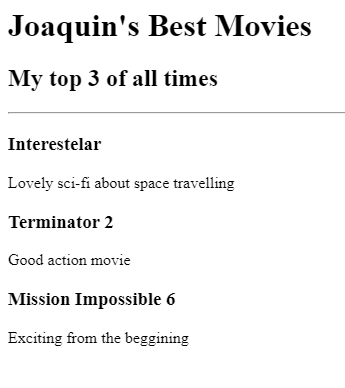 Joaquin's Best Movies
My top 3 of all times
Interestelar
Lovely sci-fi about space travelling
Terminator 2
Good action movie
Mission Impossible 6
Exciting from the beggining